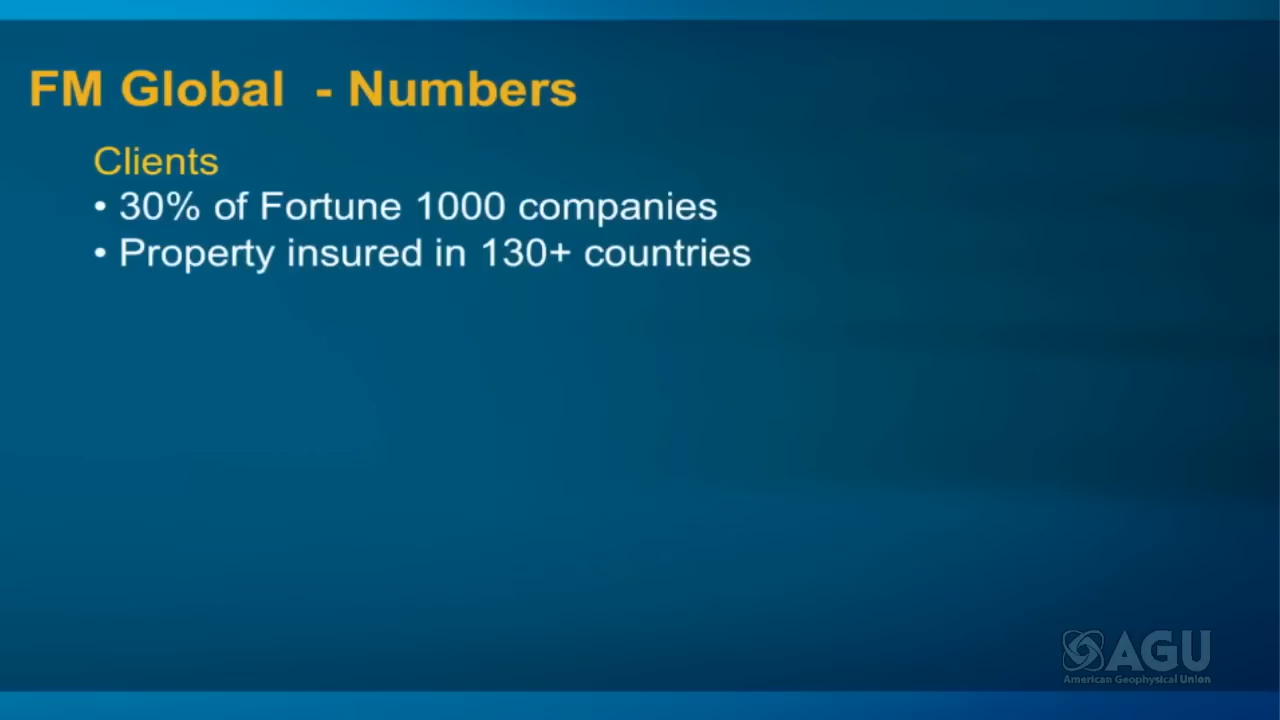 FM Global - Numbers
Clients
• 30% of Fortune 1000 companies
• Property insured in 130+ countries
AGU
American Geophysical Union